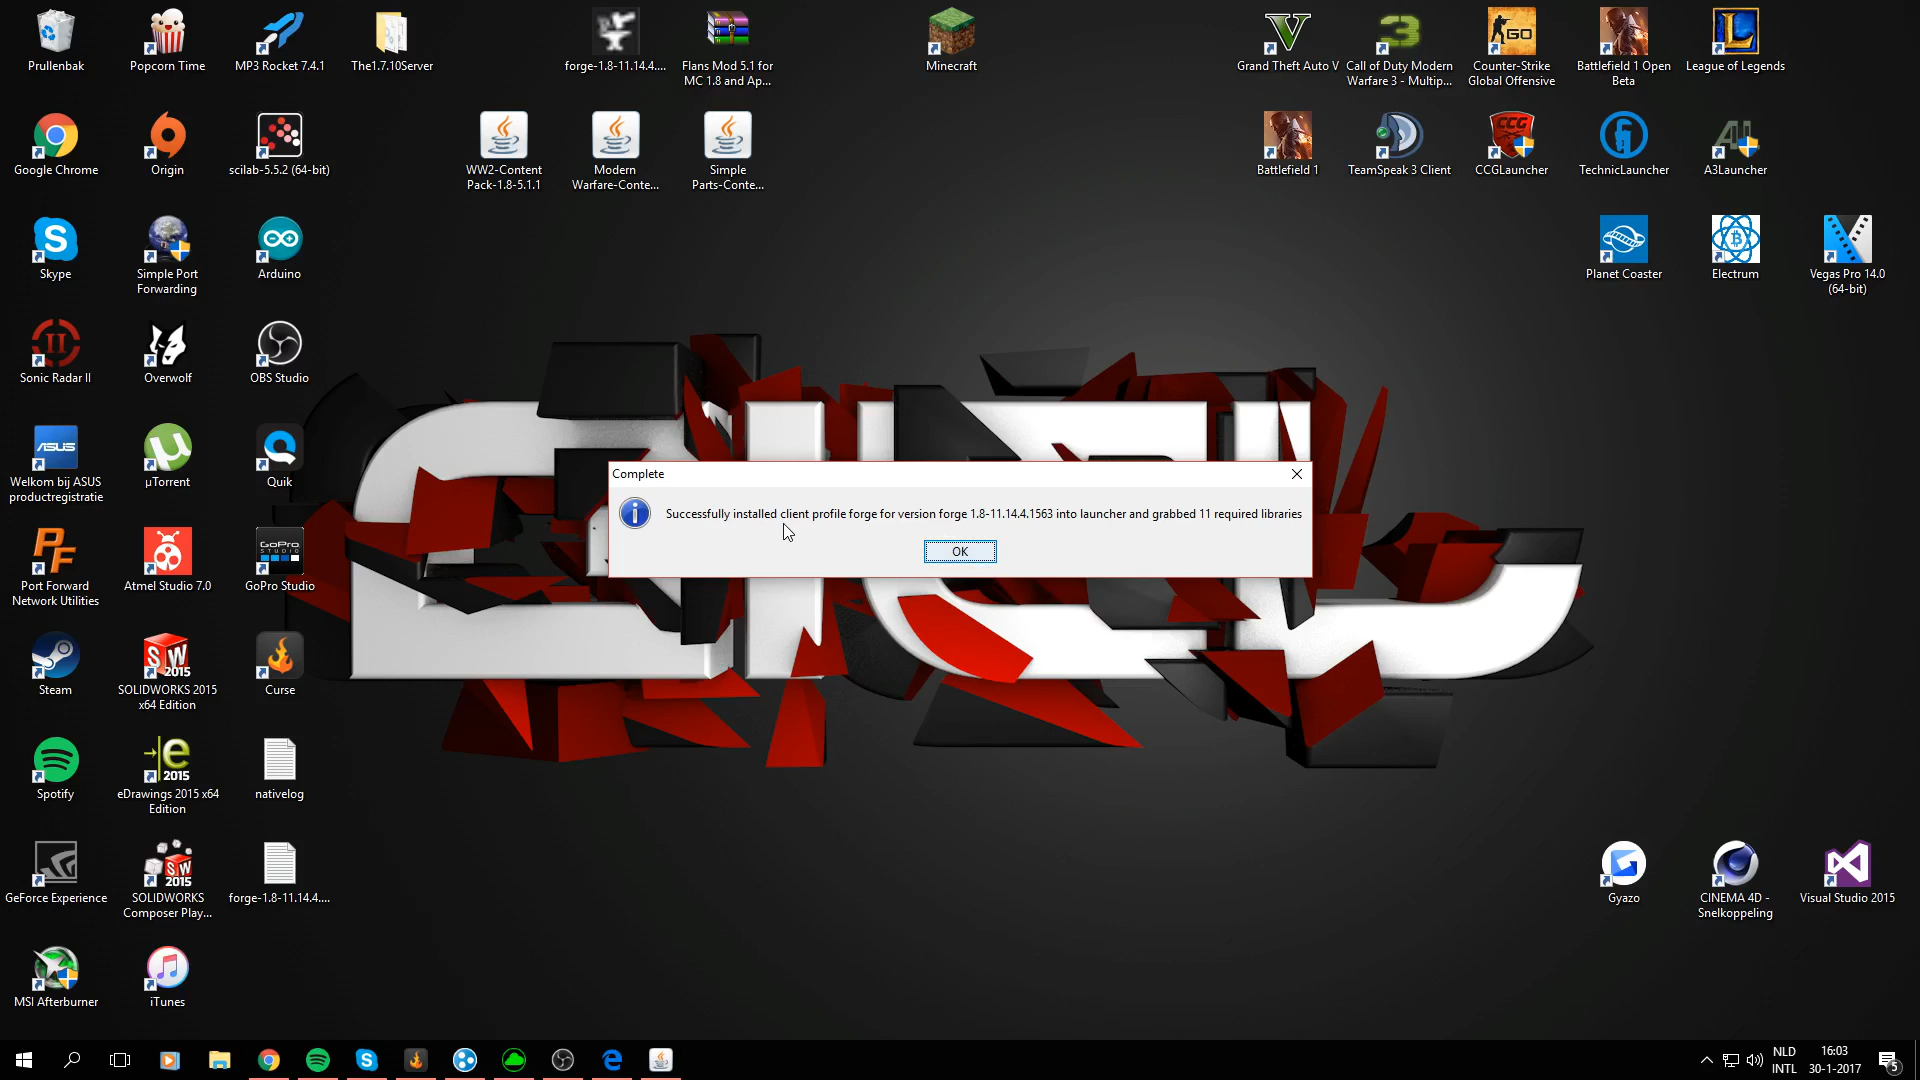 Prullenbak
Popcorn Time
MP3 Rocket 7.4.1
The1.7.10Server
forge-1.8-11.14.4....
Flans Mod 5.1 for
MC 1.8 and Ap...
Minecraft
Grand Theft Auto V
Call of Duty Modern
Warfare 3 - Multip...
Counter-Strike
Global Offensive
Battlefield 1 Open
Beta
League of Legends
Google Chrome
Origin
scilab-5.5.2 (64-bit)
WW2-Content
Pack-1.8-5.1.1
Modern
Warfare-Conte...
Simple
Parts-Conte...
Battlefield 1
TeamSpeak 3 Client
CCGLauncher
TechnicLauncher
A3Launcher
Skype
Simple Port
Forwarding
Arduino
Planet Coaster
Electrum
Vegas Pro 14.0
(64-bit)
Sonic Radar II
Overwolf
OBS Studio
Welkom bij ASUS
productregistratie
µTorrent
Quik
Complete
Successfully installed client profile forge for version forge 1.8-11.14.4.1563 into launcher and grabbed 11 required libraries
OK
Port Forward
Network Utilities
Atmel Studio 7.0
GoPro Studio
Steam
SOLIDWORKS 2015
x64 Edition
Curse
Spotify
eDrawings 2015 x64
Edition
nativelog
GeForce Experience
SOLIDWORKS
Composer Play...
forge-1.8-11.14.4....
Gyazo
CINEMA 4D -
Snelkoppeling
Visual Studio 2015
MSI Afterburner
iTunes
NLD
INTL
16:03
30-1-2017
5